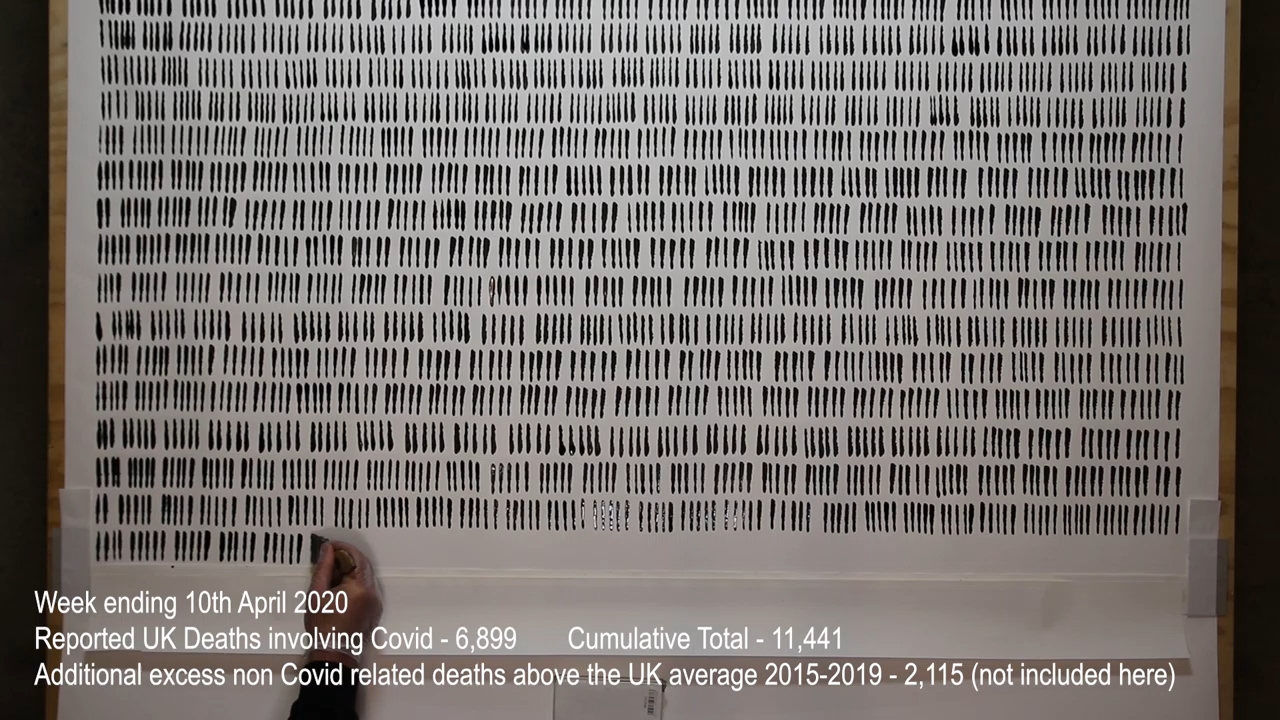 Week ending 10th April 2020
Reported UK Deaths involving Covid - 6,899 Cumulative Total - 11,441
Additional excess non Covid related deaths above the UK average 2015-2019 - 2,115 (not included here)